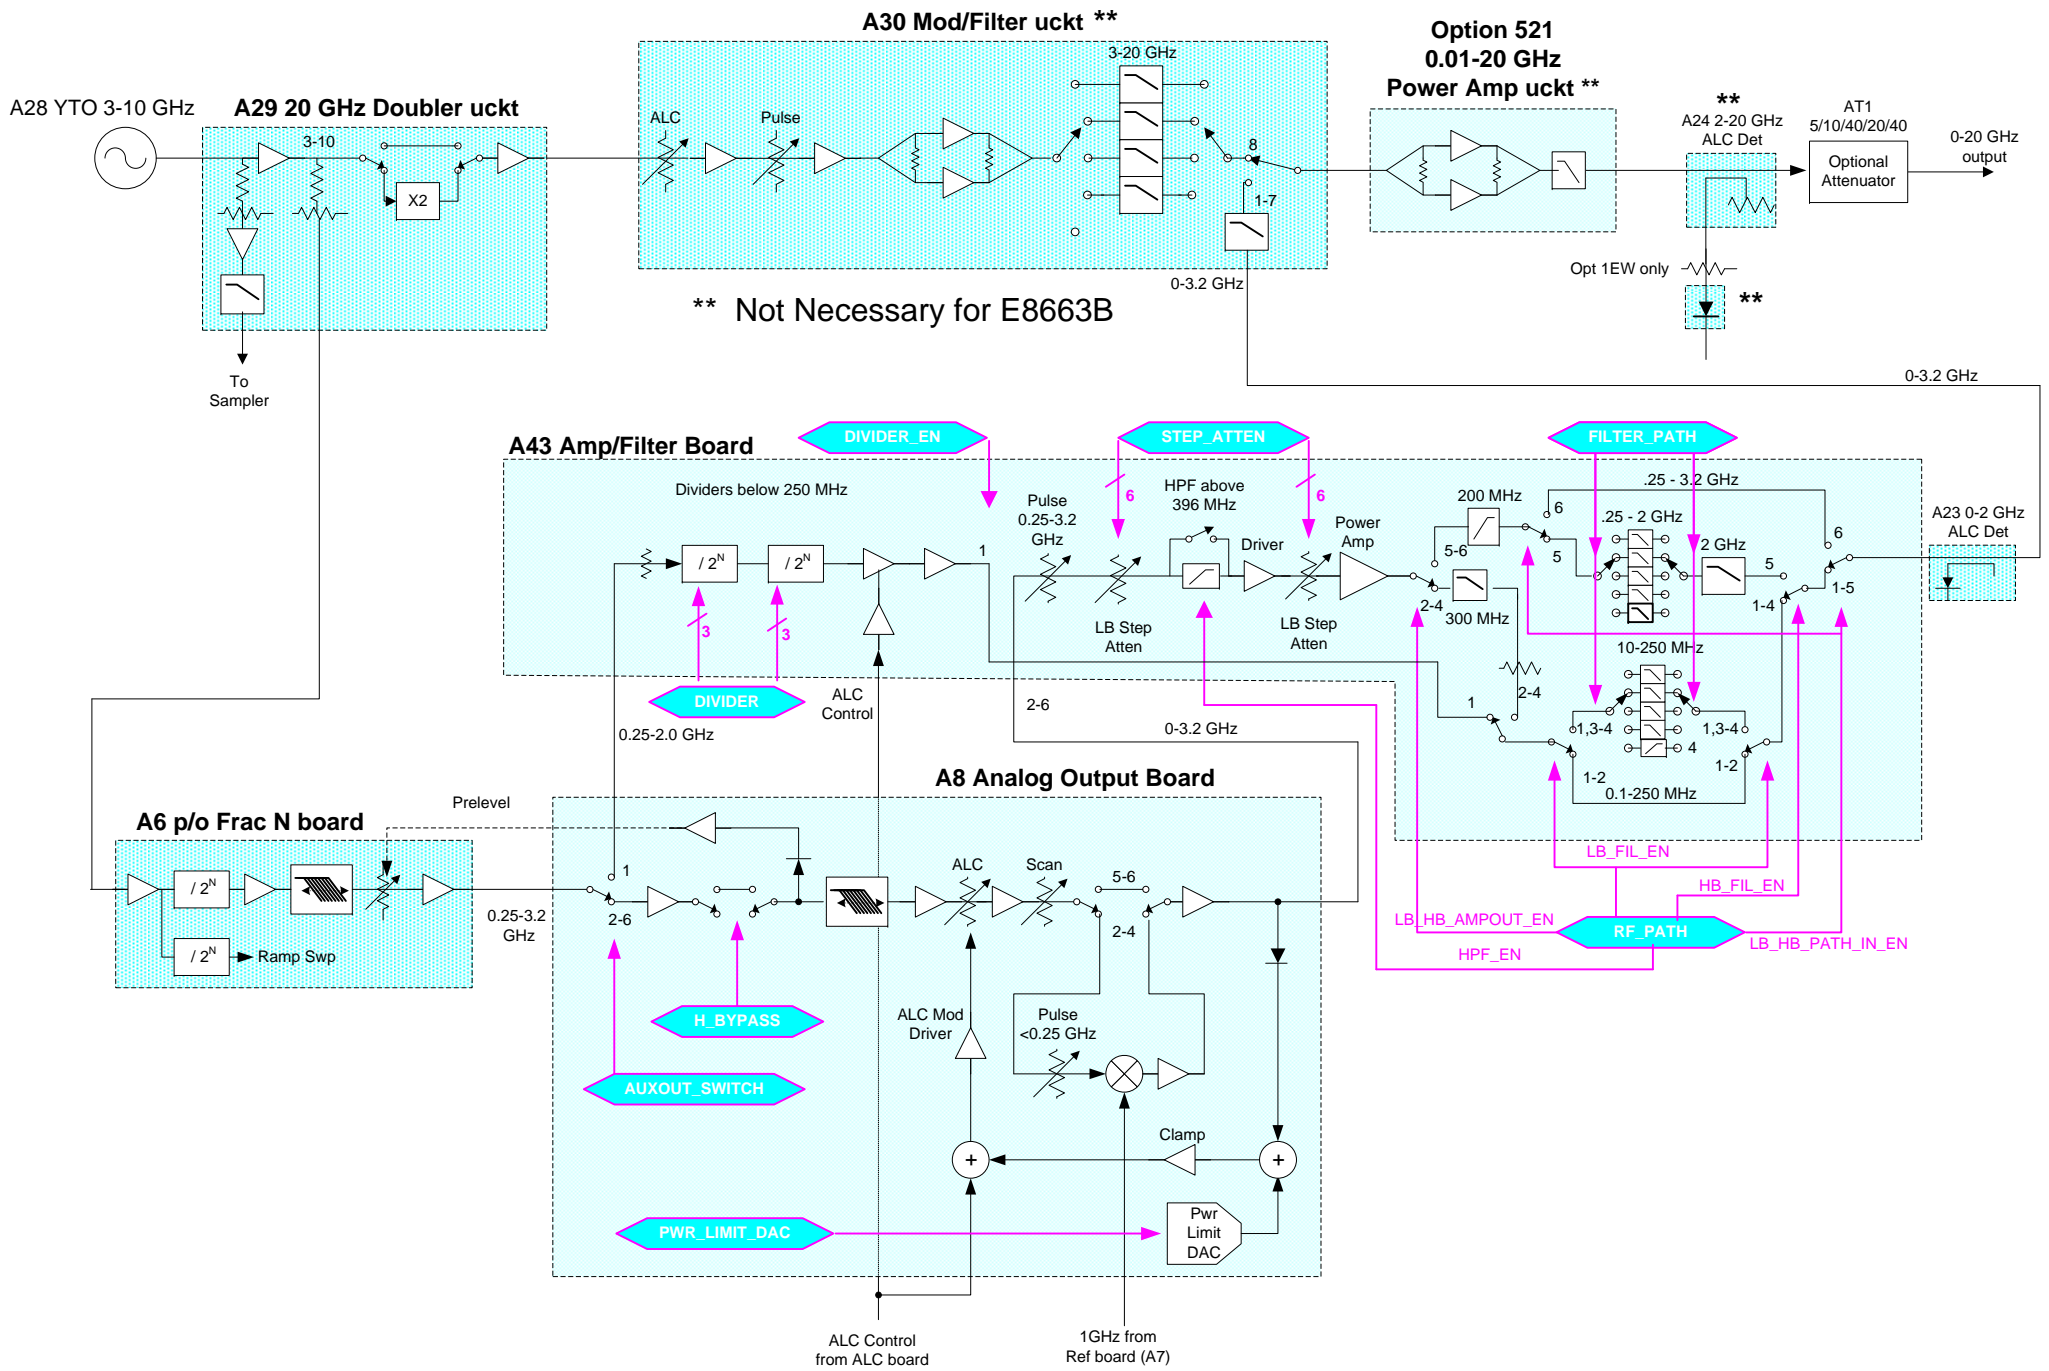 A30 Mod/Filter uckt **
Option 521
0.01-20 GHz
Power Amp uckt **
A28 YTO 3-10 GHz
A29 20 GHz Doubler uckt
3-10
X2
To
Sampler
ALC
Pulse
3-20 GHz
8
1-7
0-3.2 GHz
** Not Necessary for E8663B
**
A24 2-20 GHz
ALC Det
AT1
5/10/40/20/40
Optional
Attenuator
0-20 GHz
output
Opt 1EW only
**
0-3.2 GHz
A43 Amp/Filter Board
DIVIDER_EN
STEP_ATTEN
FILTER_PATH
Dividers below 250 MHz
/ 2N
/ 2N
3
3
DIVIDER
ALC
Control
1
Pulse
0.25-3.2
GHz
6
HPF above
396 MHz
6
Driver
Power
Amp
LB Step
Atten
LB Step
Atten
200 MHz
5-6
2-4
300 MHz
6
5
.25 - 3.2 GHz
.25 - 2 GHz
2 GHz
5
6
1-4
1-5
A23 0-2 GHz
ALC Det
10-250 MHz
2-4
1
1,3-4
1,3-4
4
1-2
1-2
0.1-250 MHz
2-6
0-3.2 GHz
0.25-2.0 GHz
A8 Analog Output Board
A6 p/o Frac N board
Prelevel
/ 2N
/ 2N
Ramp Swp
0.25-3.2
GHz
1
2-6
ALC
Scan
5-6
2-4
H_BYPASS
AUXOUT_SWITCH
ALC Mod
Driver
Pulse
<0.25 GHz
Clamp
+
+
PWR_LIMIT_DAC
Pwr
Limit
DAC
LB_FIL_EN
HB_FIL_EN
LB_HB_AMPOUT_EN
RF_PATH
LB_HB_PATH_IN_EN
HPF_EN
ALC Control
from ALC board
1GHz from
Ref board (A7)